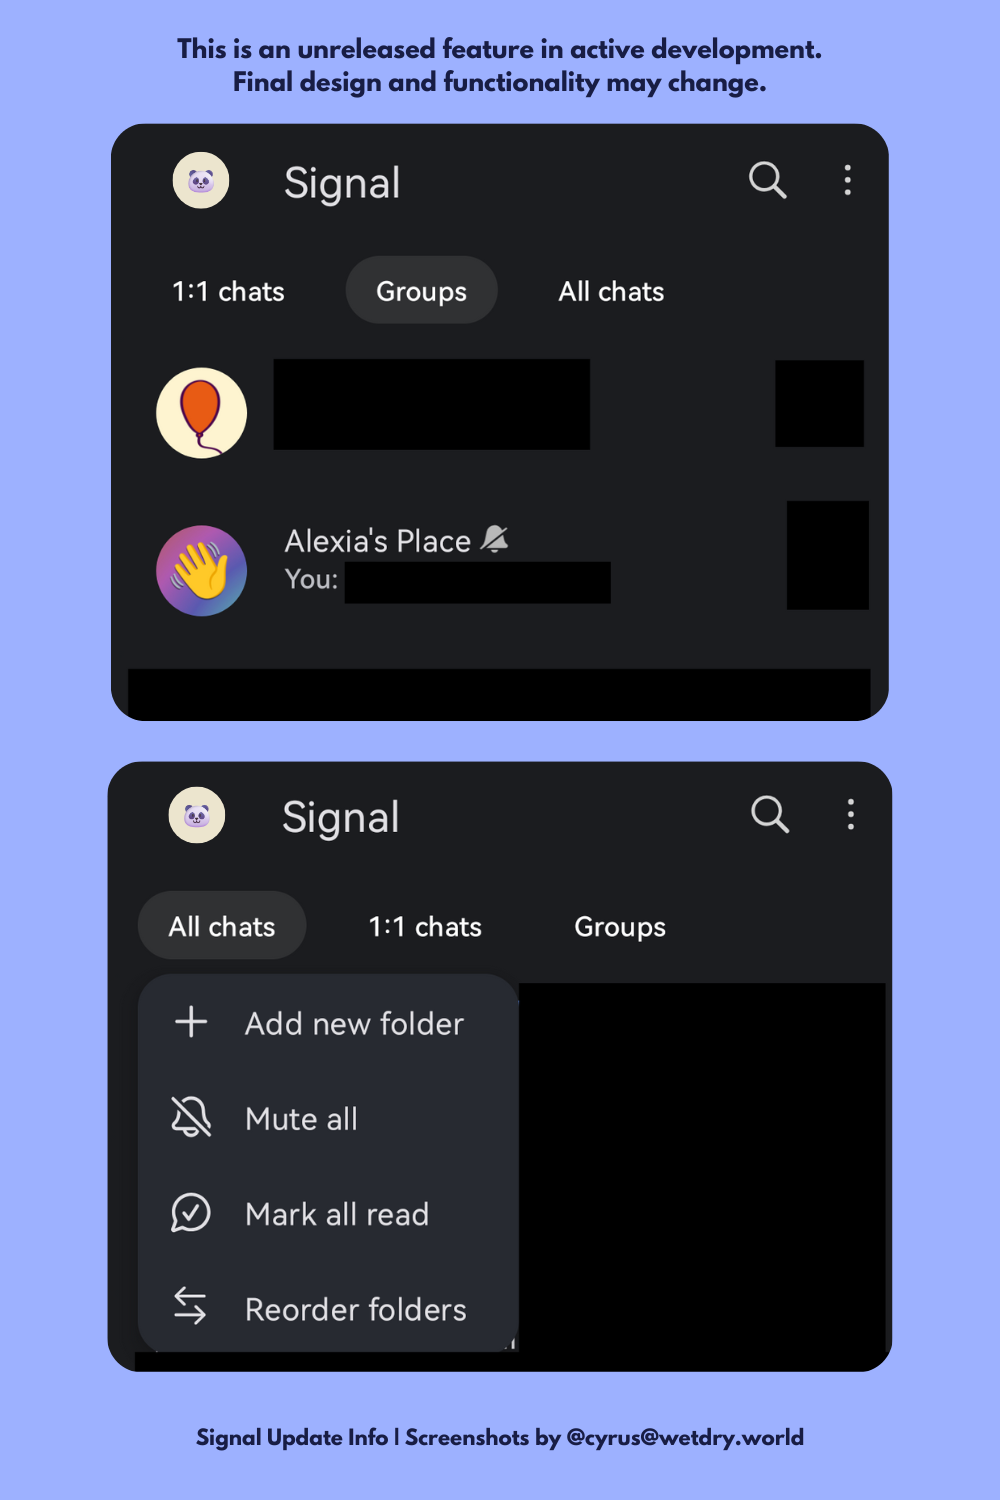 This is an unreleased feature in active development.
Final design and functionality may change.
Signal
1:1 chats
Groups
All chats
Alexia's Place
You:
Signal
All chats
1:1 chats
Groups
Add new folder
Mute all
Mark all read
Reorder folders
Signal Update Info | Screenshots by @cyrus@wetdry.world